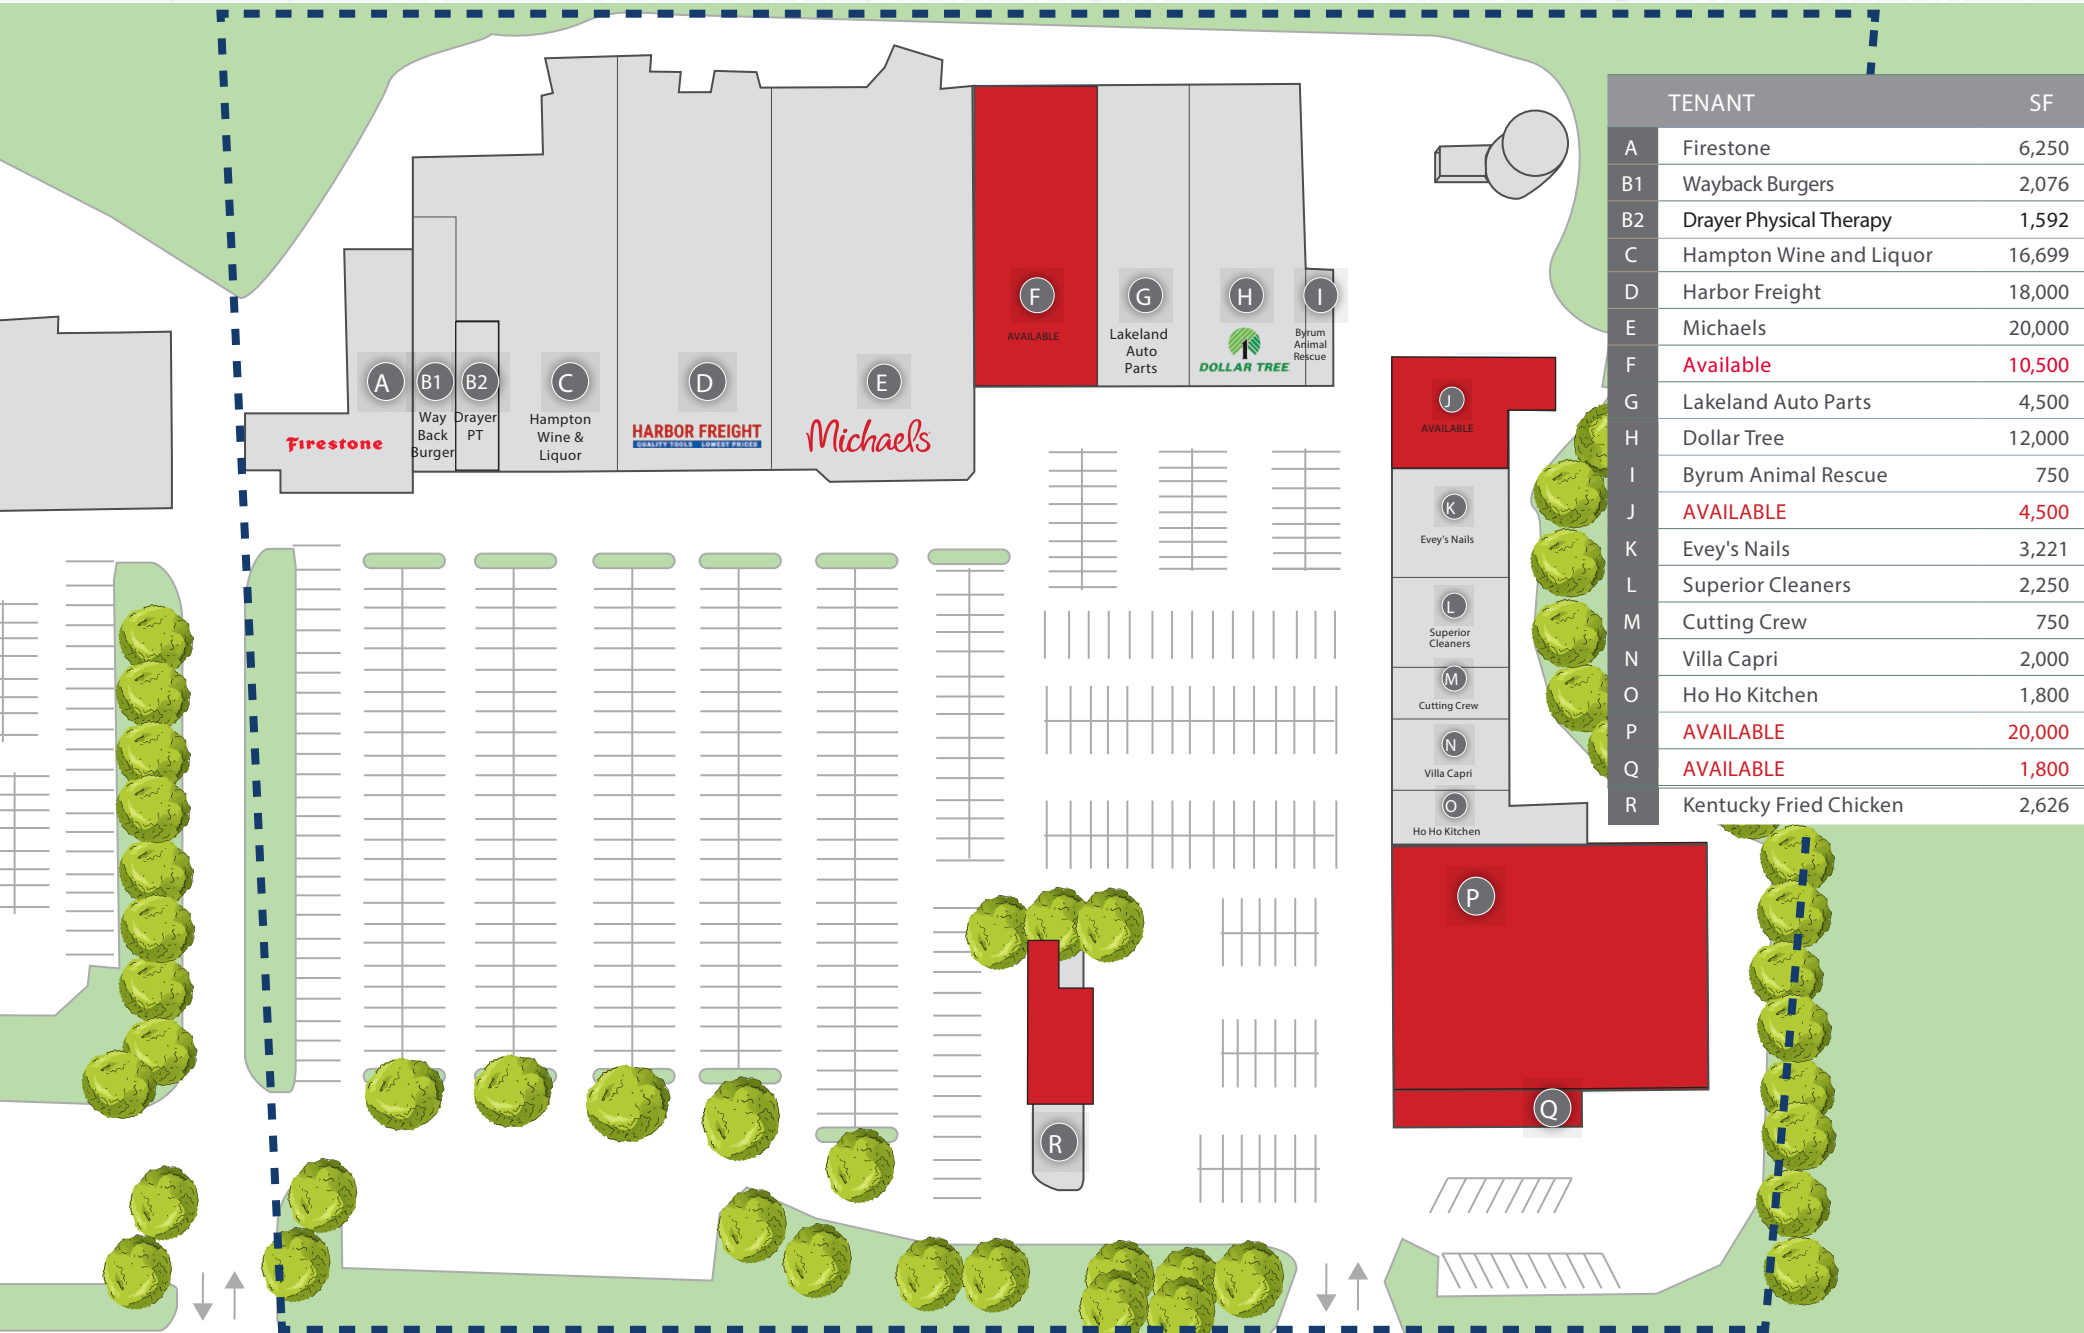 TENANT SF
A Firestone 6,250
B1 Wayback Burgers 2,076
B2 Drayer Physical Therapy 1,592
C Hampton Wine and Liquor 16,699
D Harbor Freight 18,000
E Michaels 20,000
F Available 10,500
G Lakeland Auto Parts 4,500
H Dollar Tree 12,000
I Byrum Animal Rescue 750
J AVAILABLE 4,500
K Evey's Nails 3,221
L Superior Cleaners 2,250
M Cutting Crew 750
N Villa Capri 2,000
O Ho Ho Kitchen 1,800
P AVAILABLE 20,000
Q AVAILABLE 1,800
R Kentucky Fried Chicken 2,626
A
Firestone
B1
Way
Back
Burger
B2
Drayer
PT
C
Hampton
Wine &
Liquor
D
HARBOR FREIGHT
QUALITY TOOLS LOWEST PRICES
E
Michaels
F
AVAILABLE
G
Lakeland
Auto
Parts
H
DOLLAR TREE
I
Byrum
Animal
Rescue
J
AVAILABLE
K
Evey's Nails
L
Superior
Cleaners
M
Cutting Crew
N
Villa Capri
O
Ho Ho Kitchen
P
Q
R